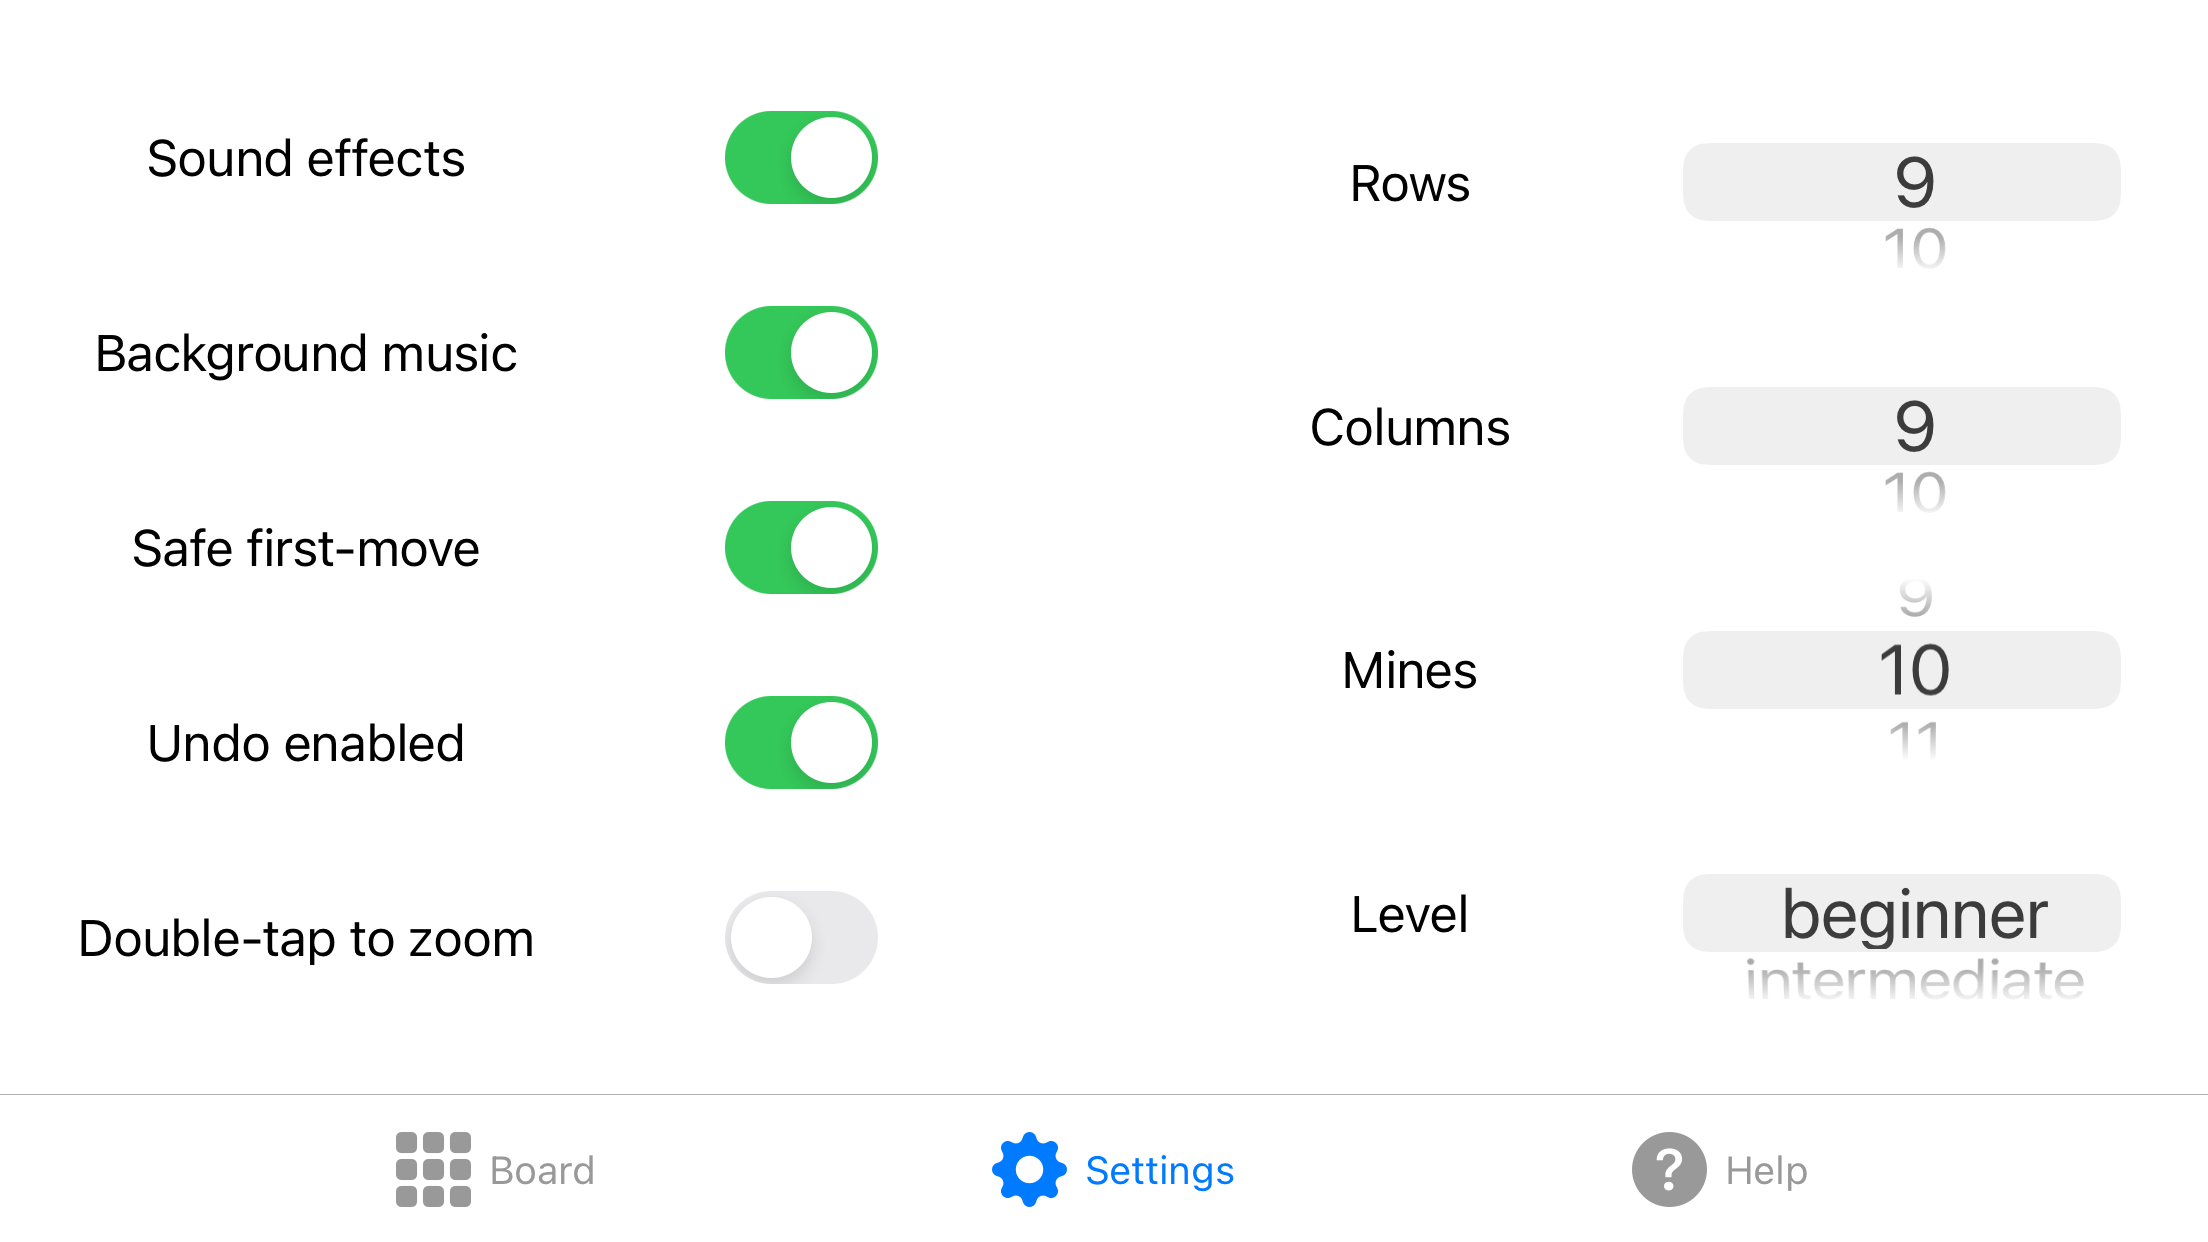 Sound effects
Background music
Safe first-move
Undo enabled
Double-tap to zoom
Rows
9
10
Columns
9
10
Mines
9
10
11
Level
beginner
intermediate
Board
Settings
? Help